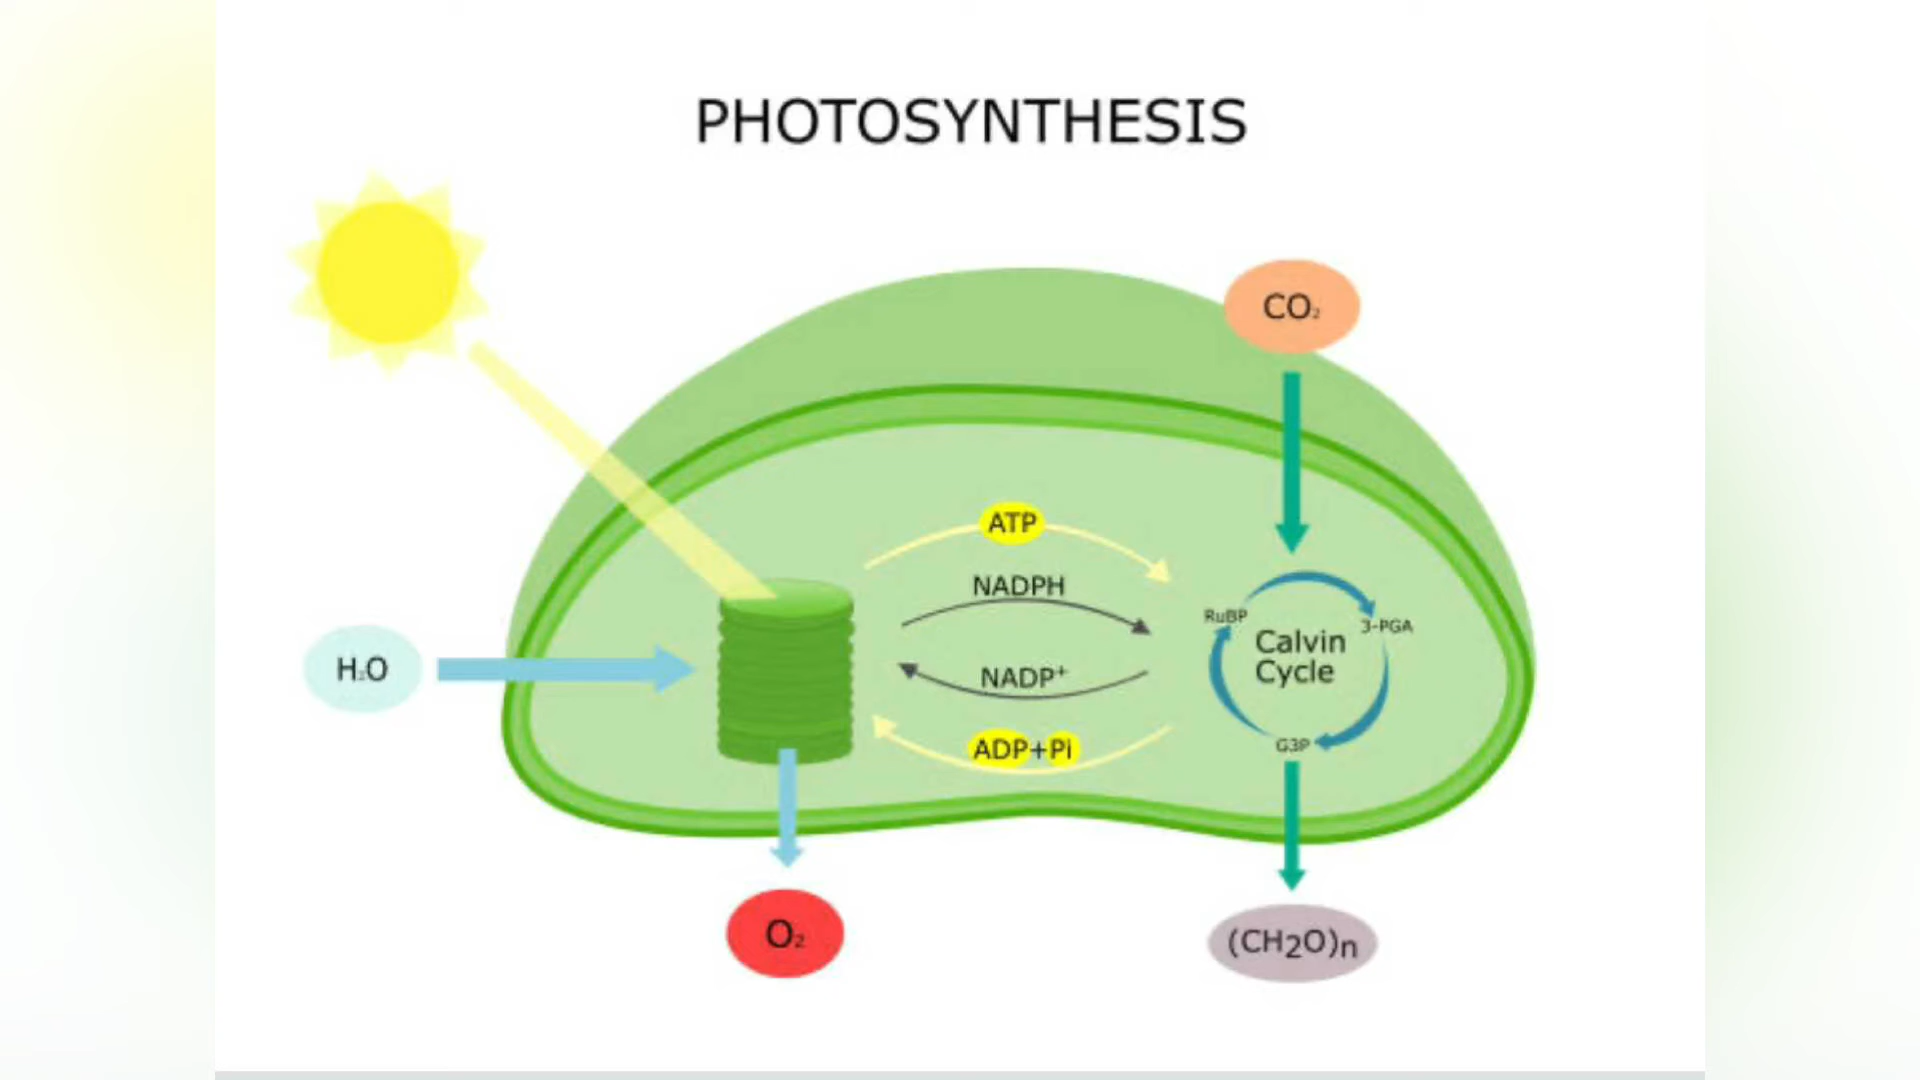 PHOTOSYNTHESIS
CO₂
ATP
NADPH
RuBP
3-PGA
Calvin
Cycle
H₂O
NADP⁺
G3P
ADP+Pi
O₂
(CH2O)n